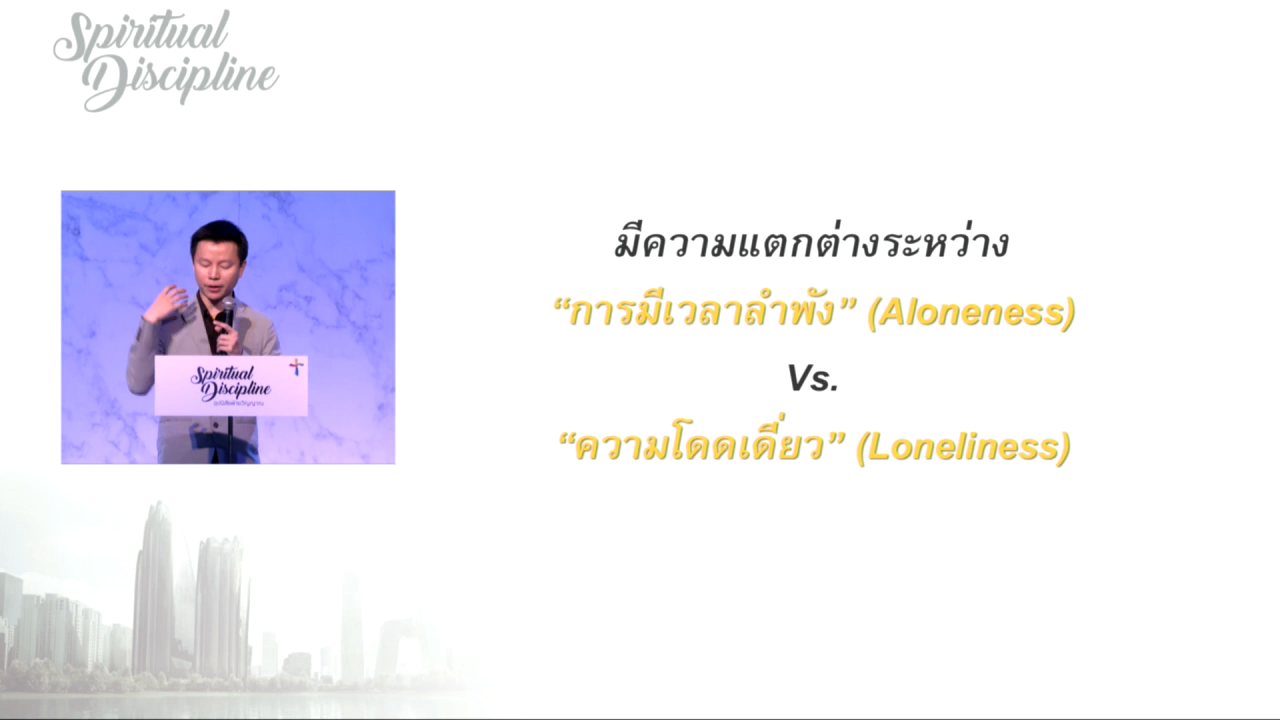 Spiritual
Discipline
มีความแตกต่างระหว่าง
“การมีเวลาลำพัง” (Aloneness)
Vs.
“ความโดดเดี่ยว” (Loneliness)
Spiritual
Discipline